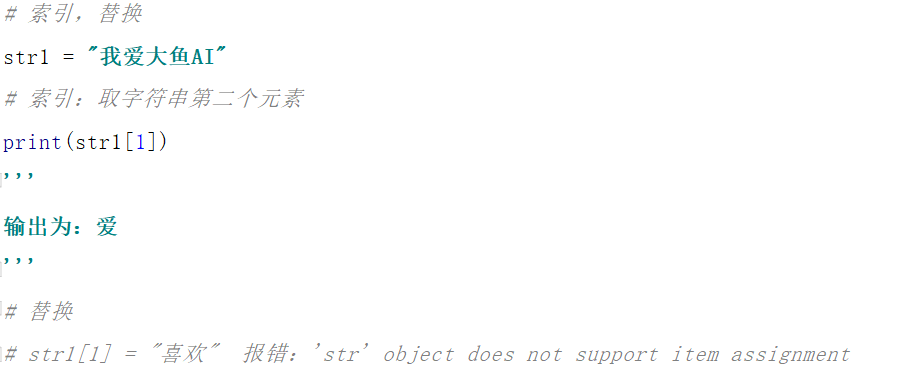 # 索引，替换
str1 = "我爱大鱼AI"
# 索引：取字符串第二个元素
print(str1[1])
'''
输出为：爱
'''
# 替换
# str1[1] = "喜欢"  报错：'str' object does not support item assignment